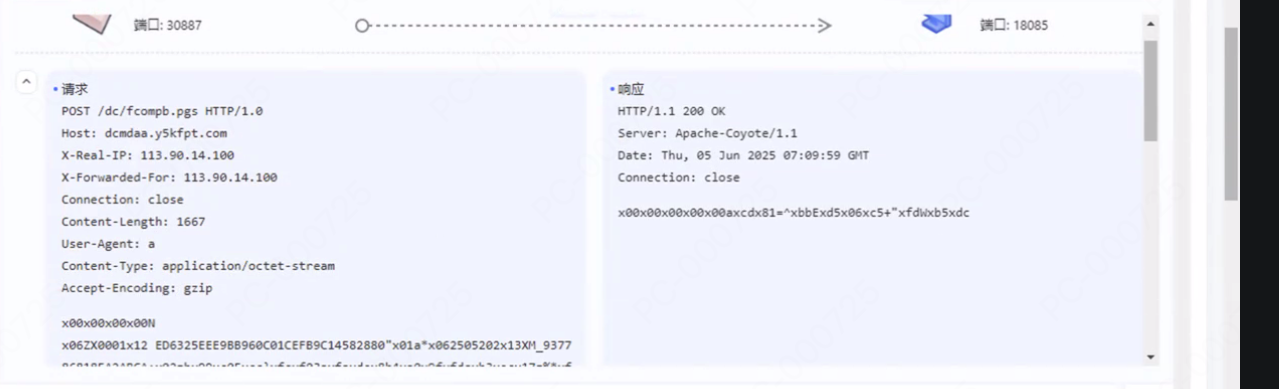 端口: 30887
端口: 18085
请求
POST /dc/fcompb.pgs HTTP/1.0
Host: dcmdaa.y5kfpt.com
X-Real-IP: 113.90.14.100
X-Forwarded-For: 113.90.14.100
Connection: close
Content-Length: 1667
User-Agent: a
Content-Type: application/octet-stream
Accept-Encoding: gzip
x00x00x00x00N
x06ZX0001x12 ED6325EEE9BB960C01CEFB9C14582880"x01a*x062505202x13XM_9377
响应
HTTP/1.1 200 OK
Server: Apache-Coyote/1.1
Date: Thu, 05 Jun 2025 07:09:59 GMT
Connection: close
x00x00x00x00x00axcdx81=^xbbExd5x06xc5+"xfdWxb5xdc
PC-000725